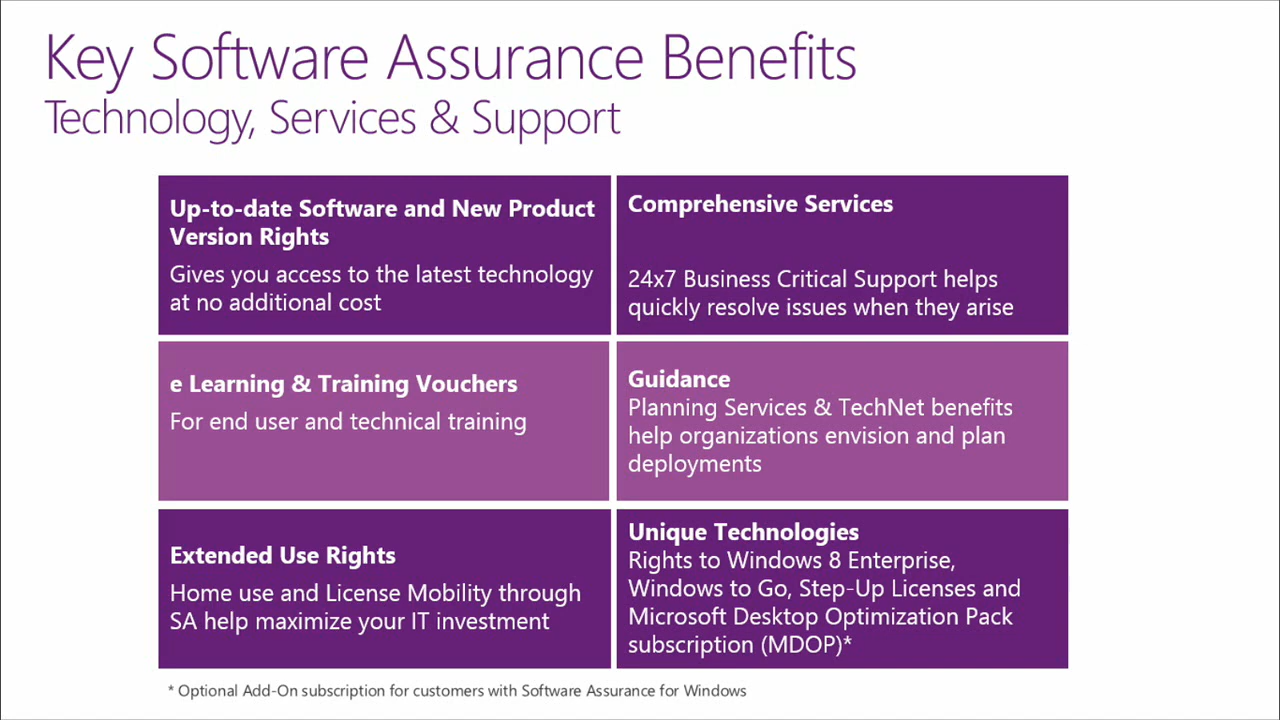 Key Software Assurance Benefits
Technology, Services & Support
Up-to-date Software and New Product
Version Rights
Gives you access to the latest technology
at no additional cost
Comprehensive Services
24x7 Business Critical Support helps
quickly resolve issues when they arise
e Learning & Training Vouchers
For end user and technical training
Guidance
Planning Services & TechNet benefits
help organizations envision and plan
deployments
Extended Use Rights
Home use and License Mobility through
SA help maximize your IT investment
Unique Technologies
Rights to Windows 8 Enterprise,
Windows to Go, Step-Up Licenses and
Microsoft Desktop Optimization Pack
subscription (MDOP)*
* Optional Add-On subscription for customers with Software Assurance for Windows